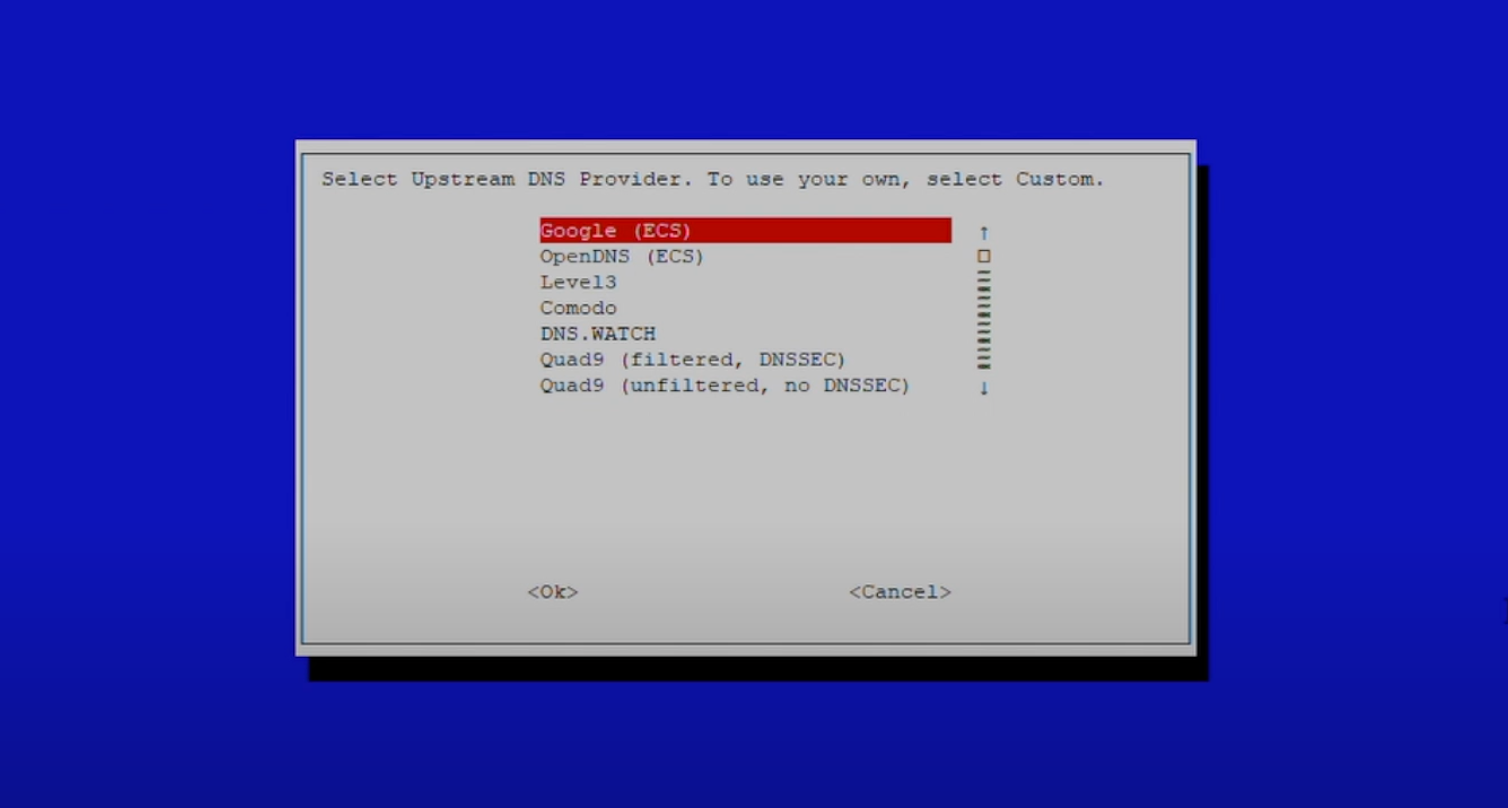 Select Upstream DNS Provider. To use your own, select Custom.
Google (ECS)
OpenDNS (ECS)
Level3
Comodo
DNS.WATCH
Quad9 (filtered, DNSSEC)
Quad9 (unfiltered, no DNSSEC)
<Ok> <Cancel>